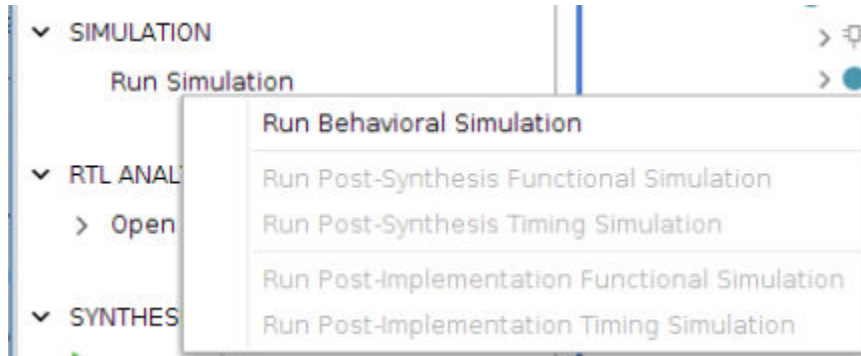 SIMULATION
Run Simulation
Run Behavioral Simulation
RTL ANAL
Run Post-Synthesis Functional Simulation
Open
Run Post-Synthesis Timing Simulation
Run Post-Implementation Functional Simulation
SYNTHES
Run Post-Implementation Timing Simulation